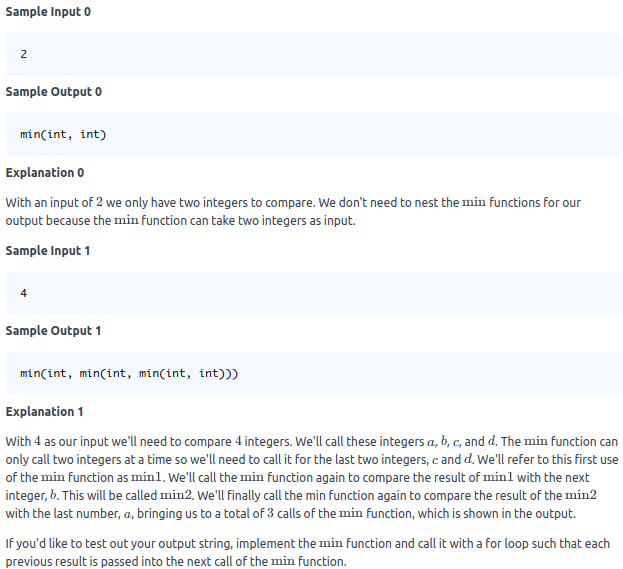 Sample Input 0
2
Sample Output 0
min(int, int)
Explanation 0
With an input of 2 we only have two integers to compare. We don't need to nest the min functions for our
output because the min function can take two integers as input.
Sample Input 1
4
Sample Output 1
min(int, min(int, min(int, int)))
Explanation 1
With 4 as our input we'll need to compare 4 integers. We'll call these integers a, b, c, and d. The min function can
only call two integers at a time so we'll need to call it for the last two integers, c and d. We'll refer to this first use
of the min function as min1. We'll call the min function again to compare the result of min1 with the next
integer, b. This will be called min2. We'll finally call the min function again to compare the result of the min2
with the last number, a, bringing us to a total of 3 calls of the min function, which is shown in the output.
If you'd like to test out your output string, implement the min function and call it with a for loop such that each
previous result is passed into the next call of the min function.